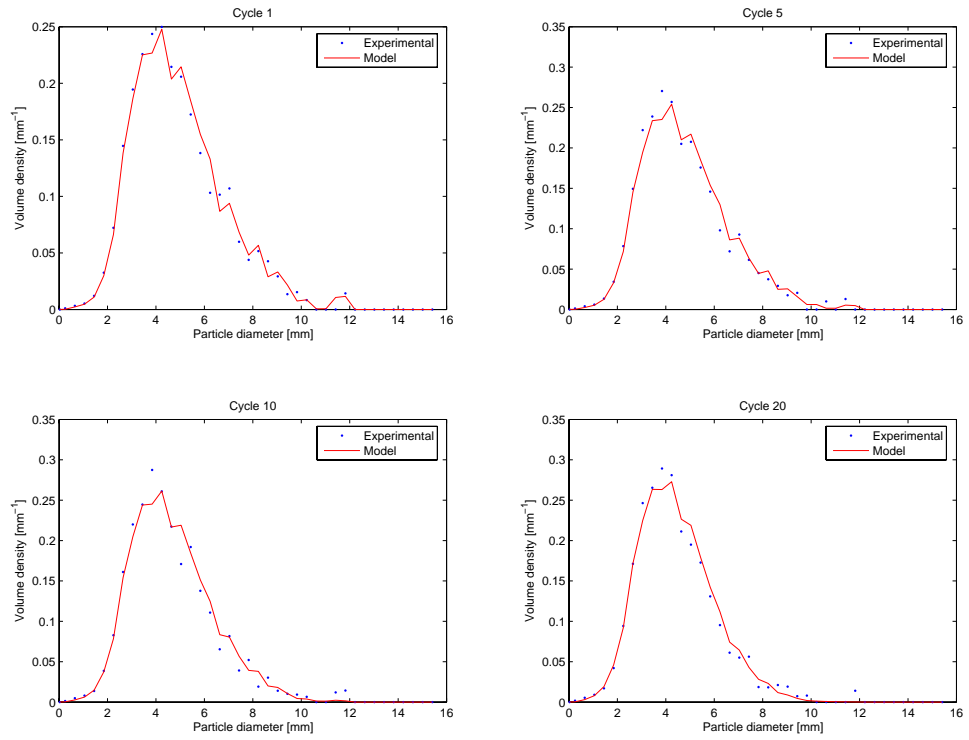 Cycle 1
Volume density [mm⁻¹]
0.25
0.2
0.15
0.1
0.05
0
Experimental
Model
0 2 4 6 8 10 12 14 16
Particle diameter [mm]
Cycle 5
Volume density [mm⁻¹]
0.35
0.3
0.25
0.2
0.15
0.1
0.05
0
Experimental
Model
0 2 4 6 8 10 12 14 16
Particle diameter [mm]
Cycle 10
Volume density [mm⁻¹]
0.35
0.3
0.25
0.2
0.15
0.1
0.05
0
Experimental
Model
0 2 4 6 8 10 12 14 16
Particle diameter [mm]
Cycle 20
Volume density [mm⁻¹]
0.35
0.3
0.25
0.2
0.15
0.1
0.05
0
Experimental
Model
0 2 4 6 8 10 12 14 16
Particle diameter [mm]